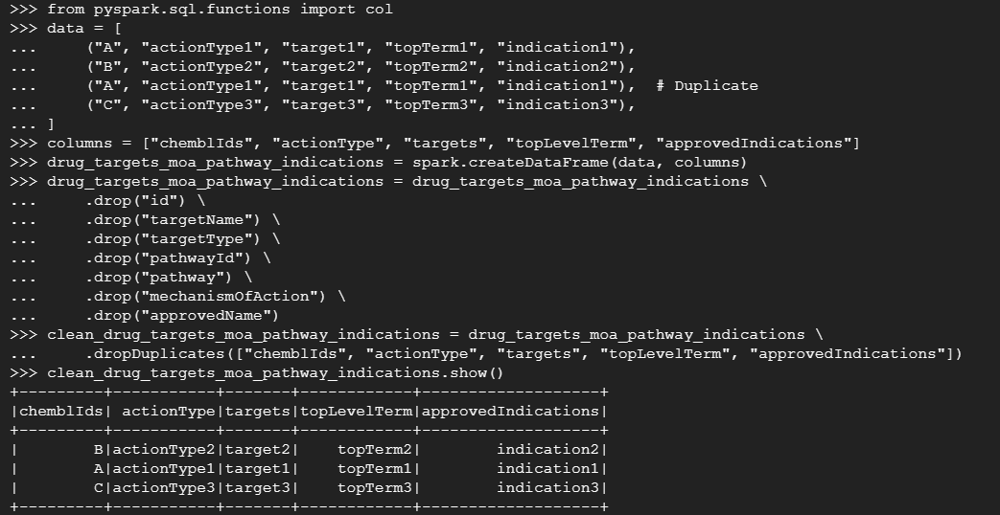 >>> from pyspark.sql.functions import col
>>> data = [
...     ("A", "actionType1", "target1", "topTerm1", "indication1"),
...     ("B", "actionType2", "target2", "topTerm2", "indication2"),
...     ("A", "actionType1", "target1", "topTerm1", "indication1"),  # Duplicate
...     ("C", "actionType3", "target3", "topTerm3", "indication3"),
... ]
>>> columns = ["chemblIds", "actionType", "targets", "topLevelTerm", "approvedIndications"]
>>> drug_targets_moa_pathway_indications = spark.createDataFrame(data, columns)
>>> drug_targets_moa_pathway_indications = drug_targets_moa_pathway_indications \
...     .drop("id") \
...     .drop("targetName") \
...     .drop("targetType") \
...     .drop("pathwayId") \
...     .drop("pathway") \
...     .drop("mechanismOfAction") \
...     .drop("approvedName")
>>> clean_drug_targets_moa_pathway_indications = drug_targets_moa_pathway_indications \
...     .dropDuplicates(["chemblIds", "actionType", "targets", "topLevelTerm", "approvedIndications"])
>>> clean_drug_targets_moa_pathway_indications.show()
+---------+-----------+-------+------------+-------------------+
|chemblIds| actionType|targets|topLevelTerm|approvedIndications|
+---------+-----------+-------+------------+-------------------+
|        B|actionType2|target2|    topTerm2|        indication2|
|        A|actionType1|target1|    topTerm1|        indication1|
|        C|actionType3|target3|    topTerm3|        indication3|
+---------+-----------+-------+------------+-------------------+